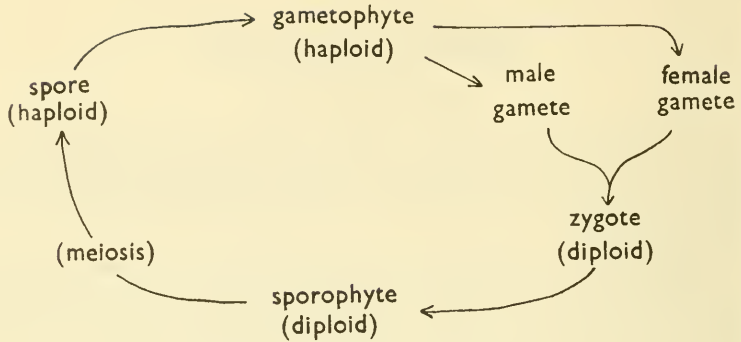 gametophyte
(haploid)
male
gamete
female
gamete
zygote
(diploid)
sporophyte
(diploid)
(meiosis)
spore
(haploid)